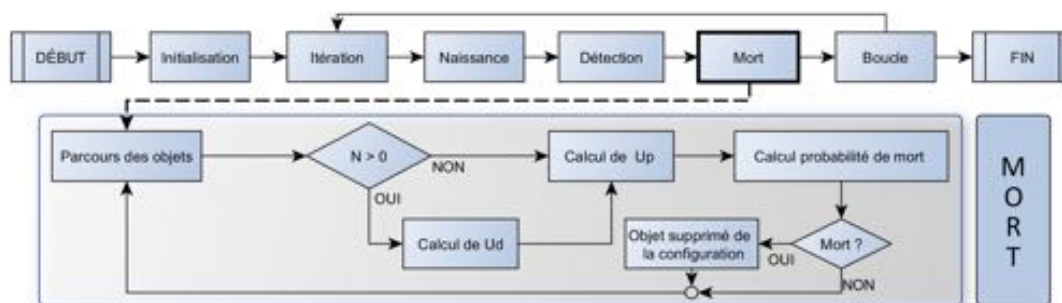 DÉBUT
Initialisation
Itération
Naissance
Détection
Mort
Boucle
FIN
Parcours des objets
N > 0
NON
OUI
Calcul de Up
Calcul probabilité de mort
Calcul de Ud
Objet supprimé de
la configuration
OUI
Mort ?
NON
MORT